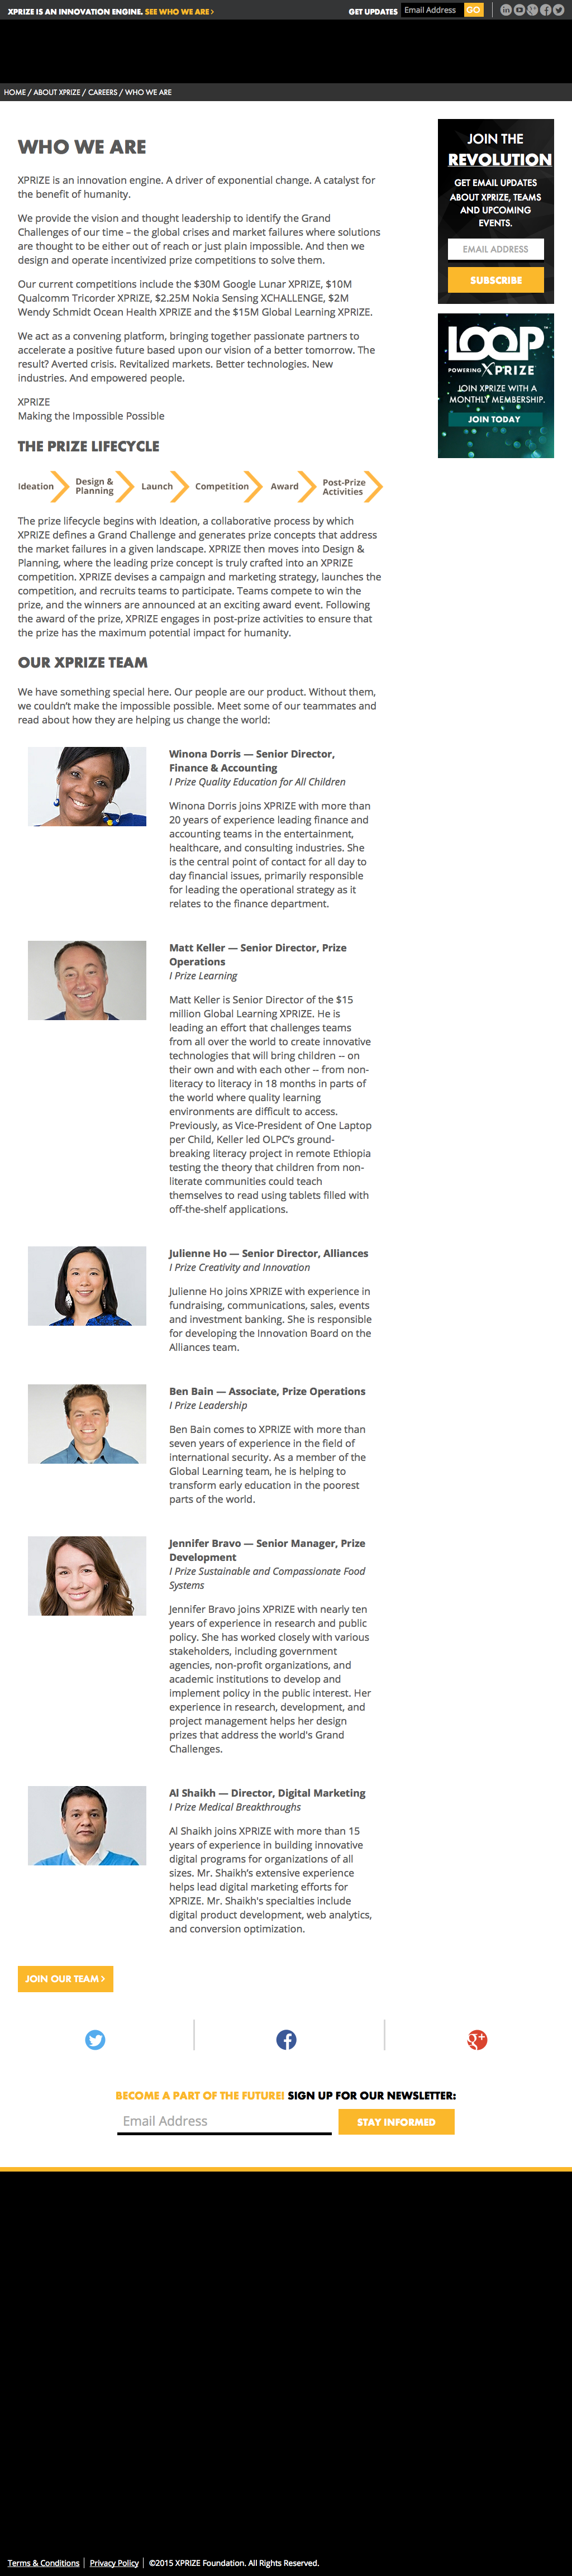 XPRIZE IS AN INNOVATION ENGINE. SEE WHO WE ARE >
GET UPDATES Email Address GO
HOME / ABOUT XPRIZE / CAREERS / WHO WE ARE
WHO WE ARE
XPRIZE is an innovation engine. A driver of exponential change. A catalyst for
the benefit of humanity.
We provide the vision and thought leadership to identify the Grand
Challenges of our time – the global crises and market failures where solutions
are thought to be either out of reach or just plain impossible. And then we
design and operate incentivized prize competitions to solve them.
Our current competitions include the $30M Google Lunar XPRIZE, $10M
Qualcomm Tricorder XPRIZE, $2.25M Nokia Sensing XCHALLENGE, $2M
Wendy Schmidt Ocean Health XPRIZE and the $15M Global Learning XPRIZE.
We act as a convening platform, bringing together passionate partners to
accelerate a positive future based upon our vision of a better tomorrow. The
result? Averted crisis. Revitalized markets. Better technologies. New
industries. And empowered people.
XPRIZE
Making the Impossible Possible
JOIN THE
REVOLUTION
GET EMAIL UPDATES
ABOUT XPRIZE, TEAMS
AND UPCOMING
EVENTS.
EMAIL ADDRESS
SUBSCRIBE
LOOP
POWERING XPRIZE
JOIN XPRIZE WITH A
MONTHLY MEMBERSHIP.
JOIN TODAY
THE PRIZE LIFECYCLE
Ideation
Design &
Planning
Launch
Competition
Award
Post-Prize
Activities
The prize lifecycle begins with Ideation, a collaborative process by which
XPRIZE defines a Grand Challenge and generates prize concepts that address
the market failures in a given landscape. XPRIZE then moves into Design &
Planning, where the leading prize concept is truly crafted into an XPRIZE
competition. XPRIZE devises a campaign and marketing strategy, launches the
competition, and recruits teams to participate. Teams compete to win the
prize, and the winners are announced at an exciting award event. Following
the award of the prize, XPRIZE engages in post-prize activities to ensure that
the prize has the maximum potential impact for humanity.
OUR XPRIZE TEAM
We have something special here. Our people are our product. Without them,
we couldn't make the impossible possible. Meet some of our teammates and
read about how they are helping us change the world:
Winona Dorris — Senior Director,
Finance & Accounting
I Prize Quality Education for All Children
Winona Dorris joins XPRIZE with more than
20 years of experience leading finance and
accounting teams in the entertainment,
healthcare, and consulting industries. She
is the central point of contact for all day to
day financial issues, primarily responsible
for leading the operational strategy as it
relates to the finance department.
Matt Keller — Senior Director, Prize
Operations
I Prize Learning
Matt Keller is Senior Director of the $15
million Global Learning XPRIZE. He is
leading an effort that challenges teams
from all over the world to create innovative
technologies that will bring children -- on
their own and with each other -- from non-
literacy to literacy in 18 months in parts of
the world where quality learning
environments are difficult to access.
Previously, as Vice-President of One Laptop
per Child, Keller led OLPC's ground-
breaking literacy project in remote Ethiopia
testing the theory that children from non-
literate communities could teach
themselves to read using tablets filled with
off-the-shelf applications.
Julienne Ho — Senior Director, Alliances
I Prize Creativity and Innovation
Julienne Ho joins XPRIZE with experience in
fundraising, communications, sales, events
and investment banking. She is responsible
for developing the Innovation Board on the
Alliances team.
Ben Bain — Associate, Prize Operations
I Prize Leadership
Ben Bain comes to XPRIZE with more than
seven years of experience in the field of
international security. As a member of the
Global Learning team, he is helping to
transform early education in the poorest
parts of the world.
Jennifer Bravo — Senior Manager, Prize
Development
I Prize Sustainable and Compassionate Food
Systems
Jennifer Bravo joins XPRIZE with nearly ten
years of experience in research and public
policy. She has worked closely with various
stakeholders, including government
agencies, non-profit organizations, and
academic institutions to develop and
implement policy in the public interest. Her
experience in research, development, and
project management helps her design
prizes that address the world's Grand
Challenges.
Al Shaikh — Director, Digital Marketing
I Prize Medical Breakthroughs
Al Shaikh joins XPRIZE with more than 15
years of experience in building innovative
digital programs for organizations of all
sizes. Mr. Shaikh's extensive experience
helps lead digital marketing efforts for
XPRIZE. Mr. Shaikh's specialties include
digital product development, web analytics,
and conversion optimization.
JOIN OUR TEAM >
BECOME A PART OF THE FUTURE! SIGN UP FOR OUR NEWSLETTER:
Email Address
STAY INFORMED
Terms & Conditions | Privacy Policy | ©2015 XPRIZE Foundation. All Rights Reserved.